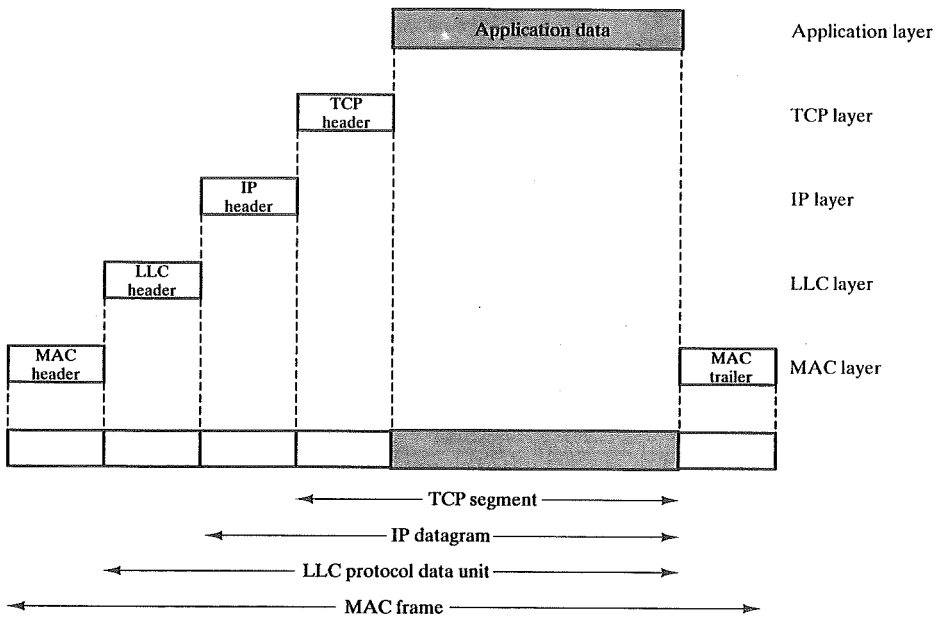 Application data
Application layer
TCP
header
TCP layer
IP
header
IP layer
LLC
header
LLC layer
MAC
header
MAC
trailer
MAC layer
TCP segment
IP datagram
LLC protocol data unit
MAC frame